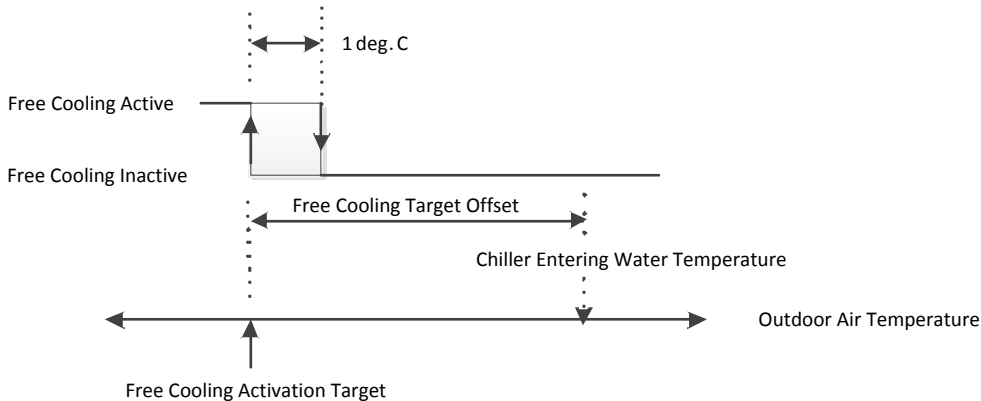 1 deg. C
Free Cooling Active
Free Cooling Inactive
Free Cooling Target Offset
Chiller Entering Water Temperature
Outdoor Air Temperature
Free Cooling Activation Target